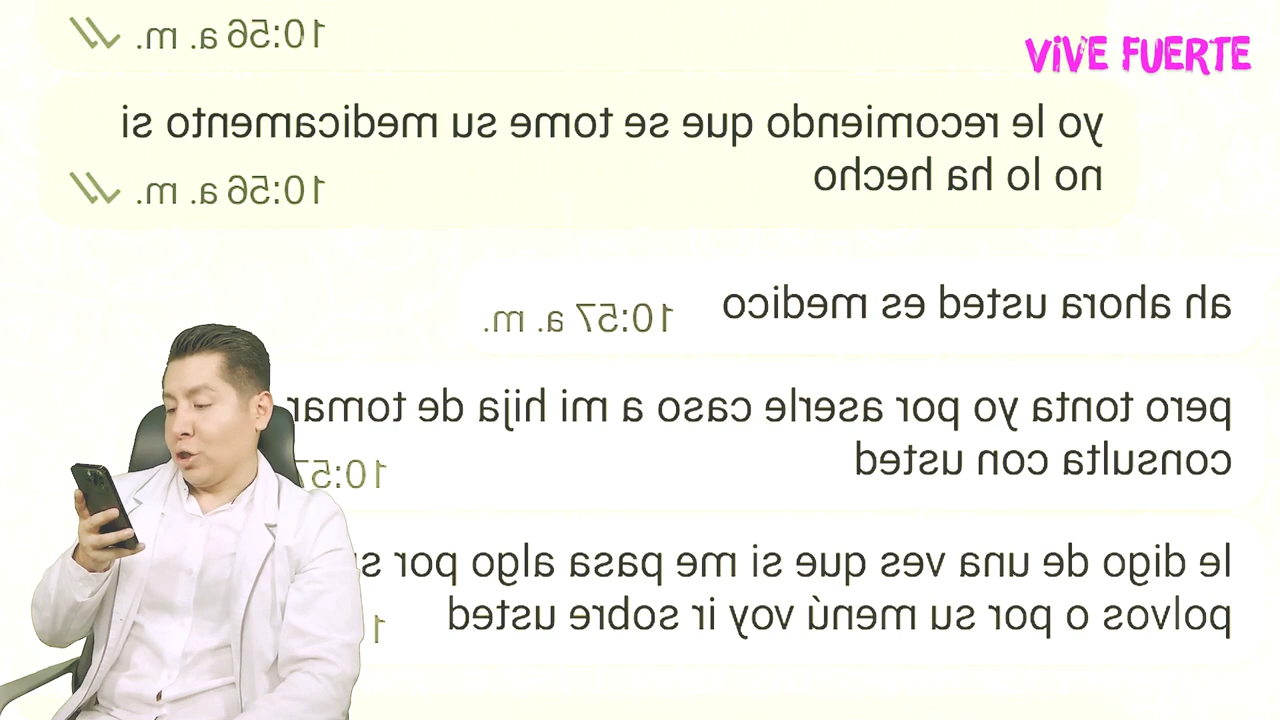 VIVE FUERTE
10:56 a. m.
yo le recomiendo que se tome su medicamento si
no lo ha hecho
10:56 a. m.
ah ahora usted es medico
10:57 a. m.
pero tonta yo por aserle caso a mi hija de tomar
consulta con usted
10:57
le digo de una ves que si me pasa algo por
polvos o por su menú voy ir sobre usted